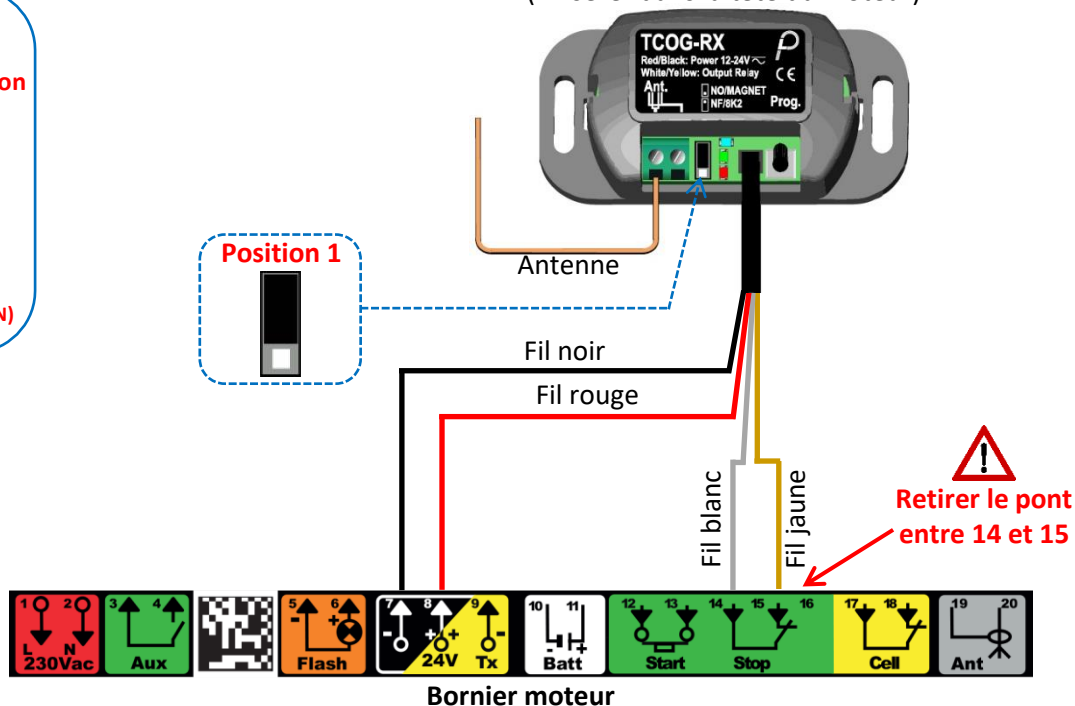 on
N)
TCOG-RX
Red/Black: Power 12-24V
White/Yellow: Output Relay
Ant.
NO/MAGNET
NF/8K2
Prog.
CE
Position 1
Antenne
Fil noir
Fil rouge
Fil blanc
Fil jaune
Retirer le pont
entre 14 et 15
1 2 3 4 5 6 7 8 9 10 11 12 13 14 15 16 17 18 19 20
- + - + + -
L N
230Vac Aux Flash 24V Tx Batt Start Stop Cell Ant
Bornier moteur